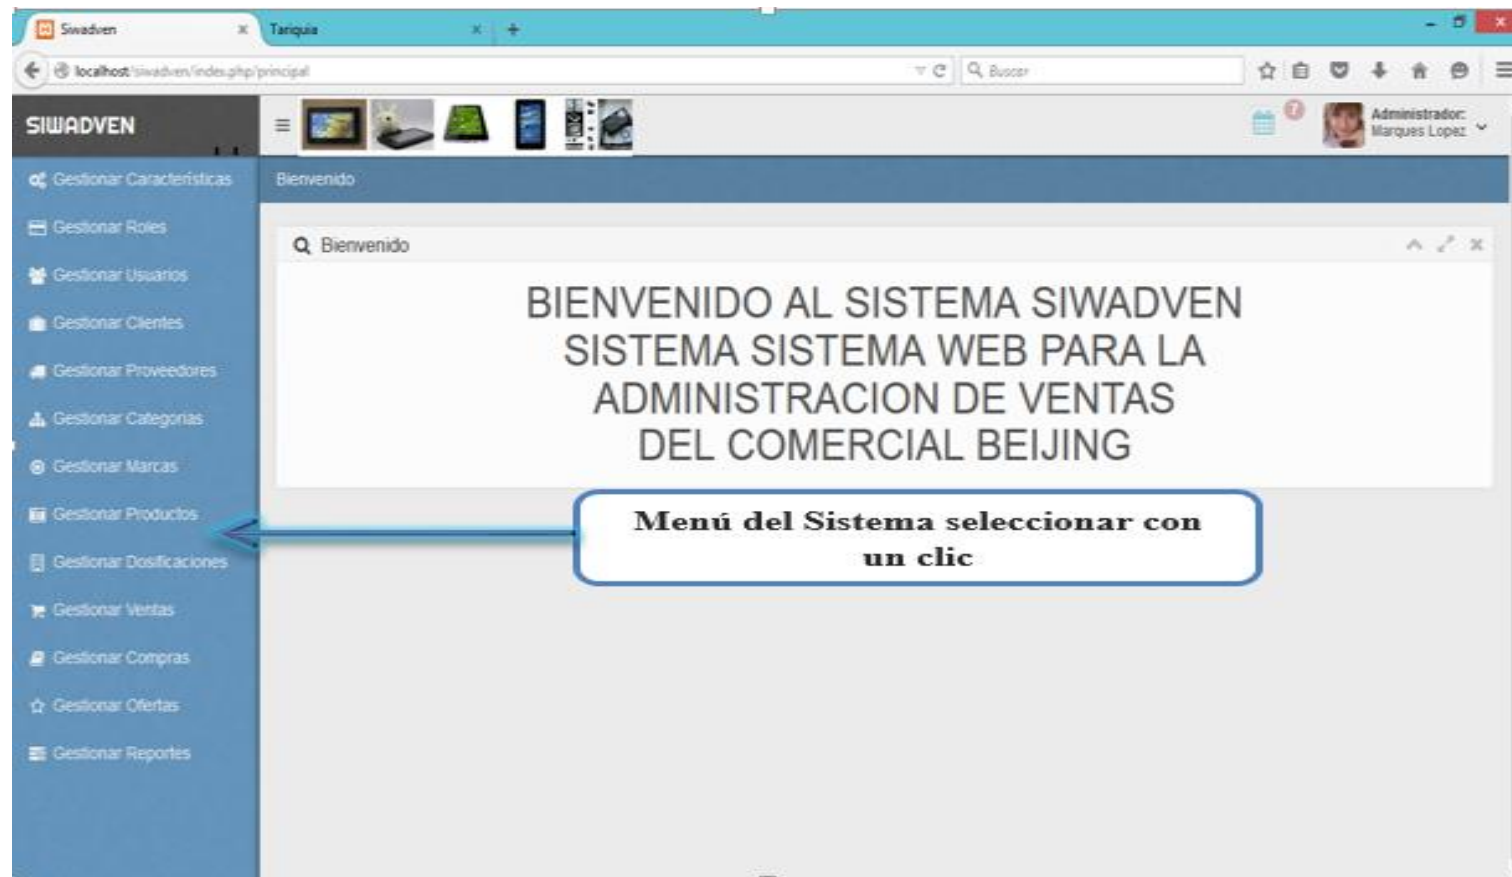 Siwadven
Tariquia
localhost/siwadven/index.php/principal
Buscar
SIWADVEN
7
Administrador:
Marques Lopez
Gestionar Características
Bienvenido
Gestionar Roles
Bienvenido
Gestionar Usuarios
Gestionar Clientes
Gestionar Proveedores
Gestionar Categorias
Gestionar Marcas
Gestionar Productos
Gestionar Dosificaciones
Gestionar Ventas
Gestionar Compras
Gestionar Ofertas
Gestionar Reportes
BIENVENIDO AL SISTEMA SIWADVEN
SISTEMA SISTEMA WEB PARA LA
ADMINISTRACION DE VENTAS
DEL COMERCIAL BEIJING
Menú del Sistema seleccionar con
un clic